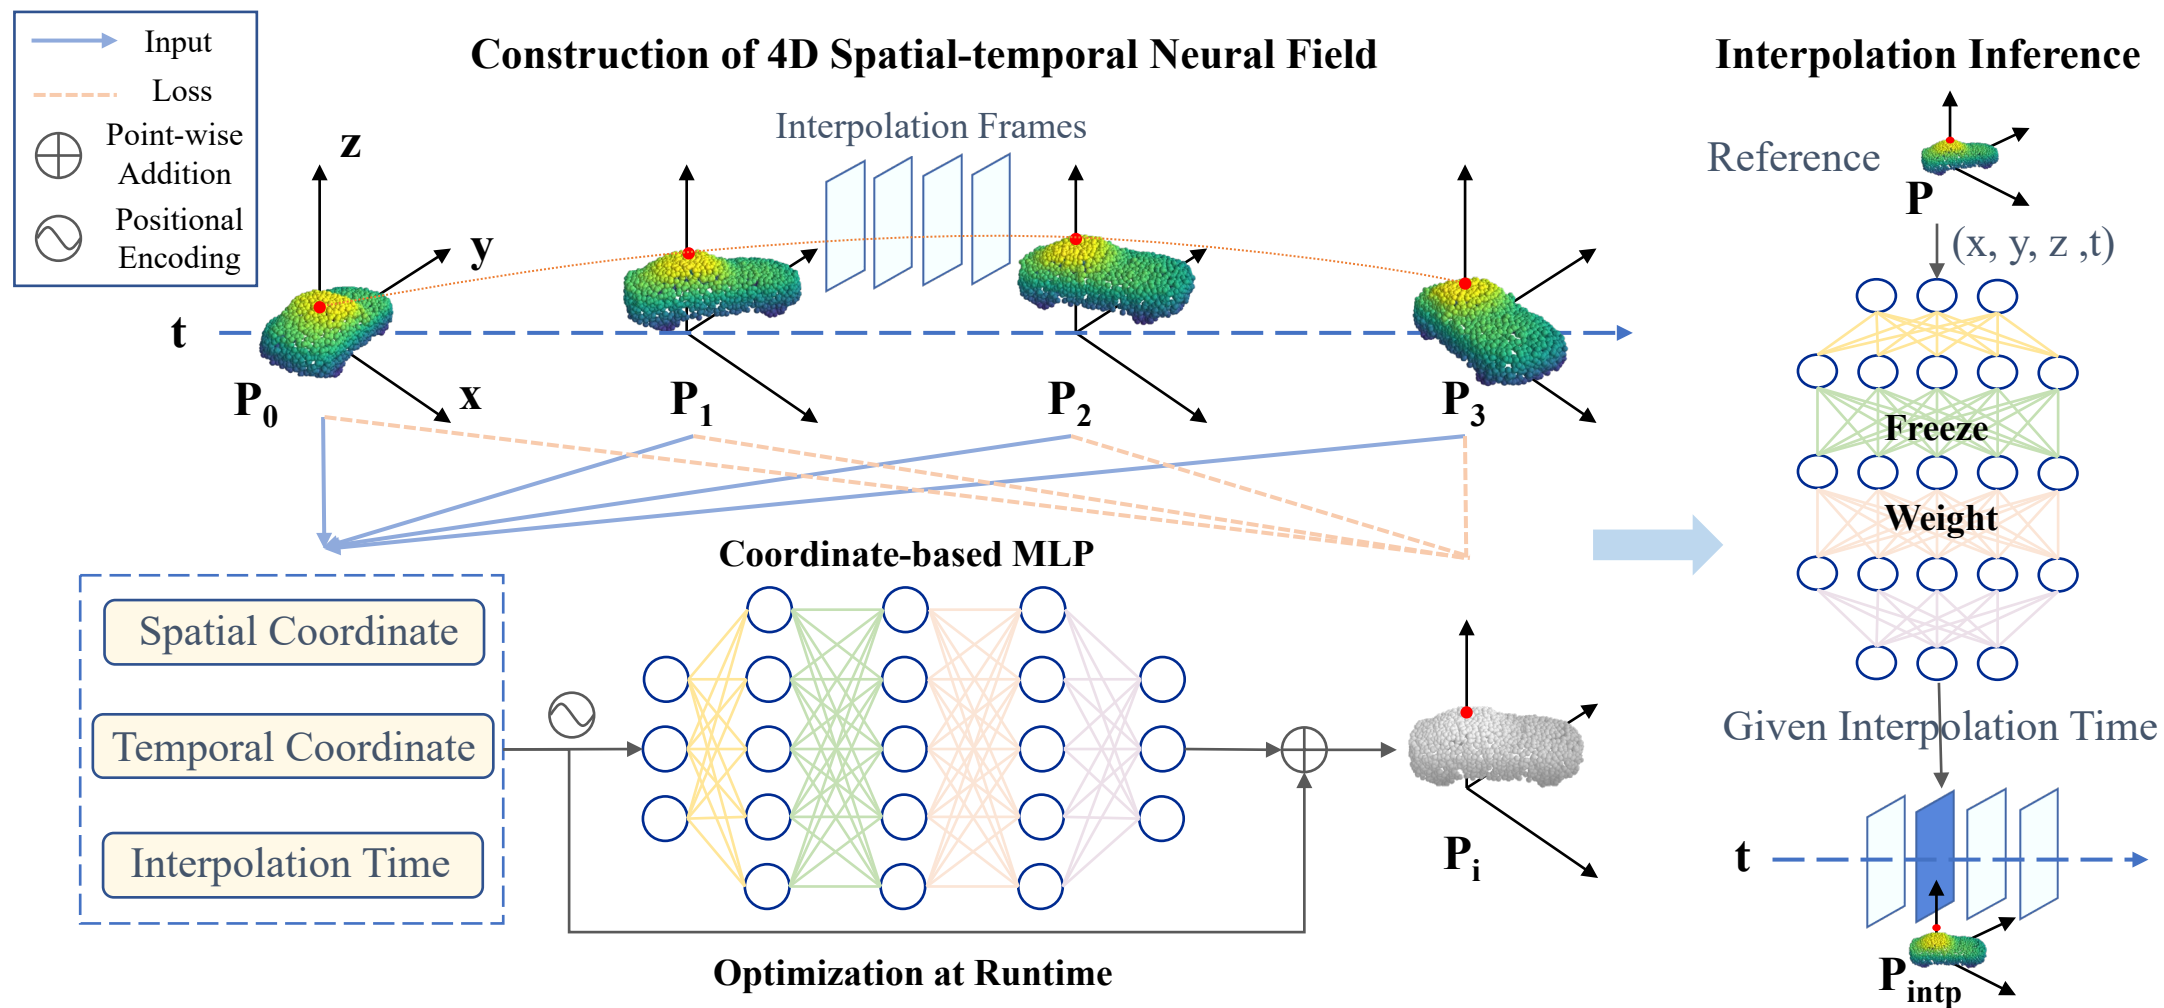 Input
Loss
Point-wise
Addition
Positional
Encoding
Construction of 4D Spatial-temporal Neural Field
Interpolation Frames
z
y
x
t
P0
P1
P2
P3
Coordinate-based MLP
Spatial Coordinate
Temporal Coordinate
Interpolation Time
Pi
Optimization at Runtime
Interpolation Inference
Reference
P
(x, y, z ,t)
Freeze
Weight
Given Interpolation Time
t
Pintp